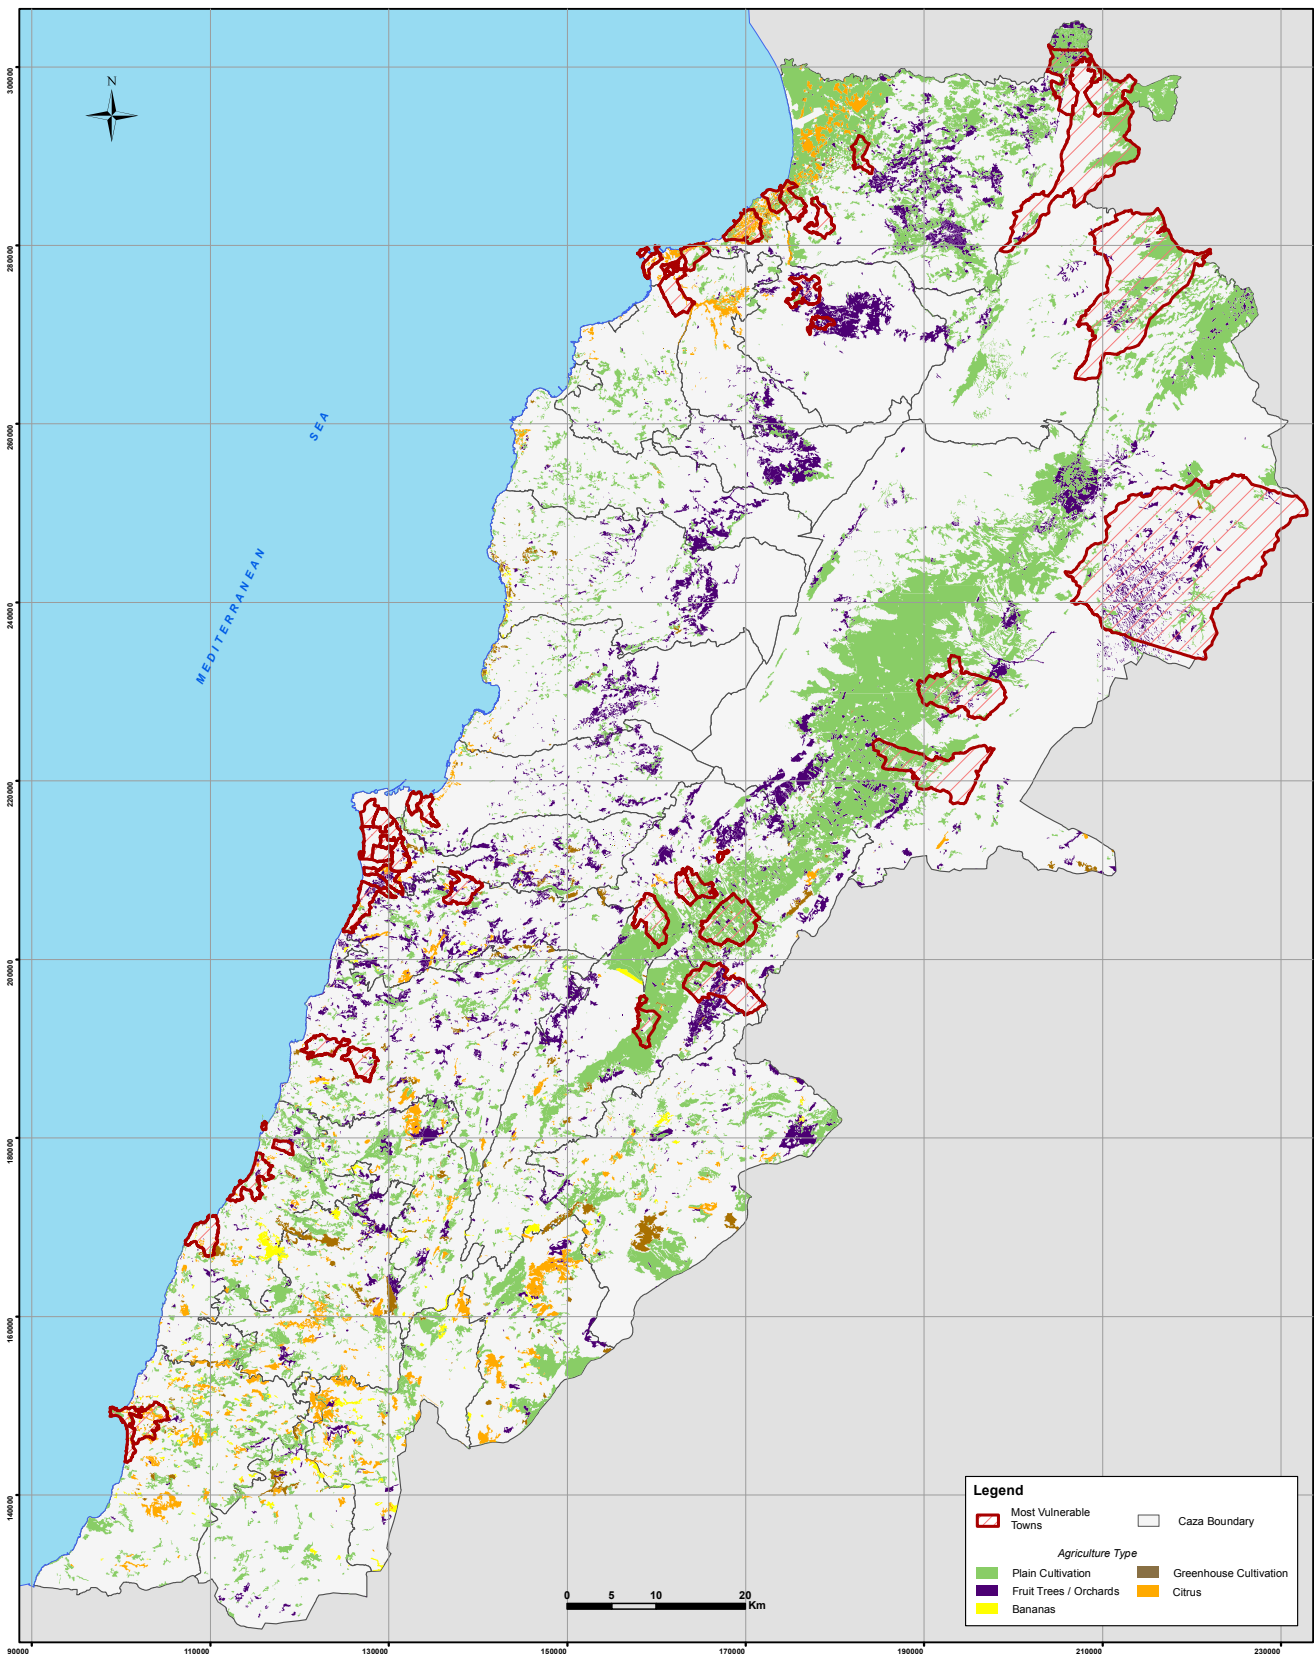 N
300000
280000
260000
240000
220000
200000
180000
160000
140000
MEDITERRANEAN SEA
Legend
Most Vulnerable
Towns
Caza Boundary
Agriculture Type
Plain Cultivation
Greenhouse Cultivation
Fruit Trees / Orchards
Citrus
Bananas
0 5 10 20
Km
90000 110000 130000 150000 170000 190000 210000 230000